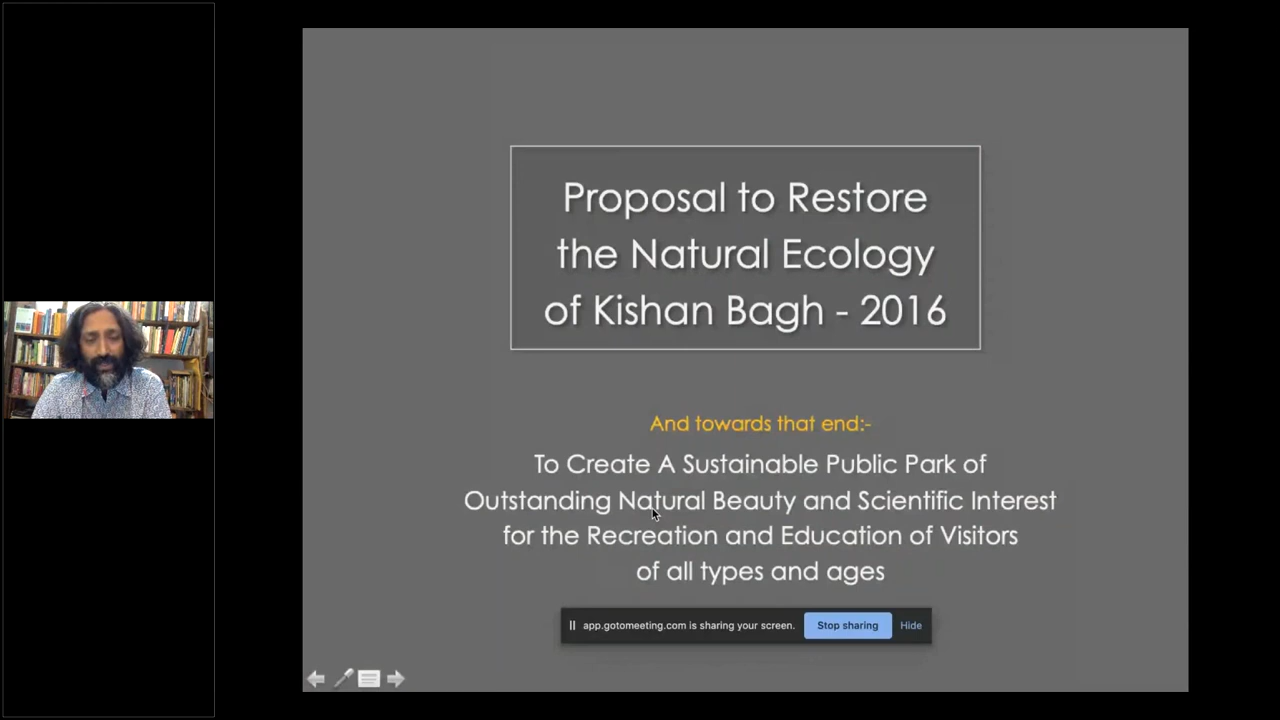 Proposal to Restore
the Natural Ecology
of Kishan Bagh - 2016
And towards that end:-
To Create A Sustainable Public Park of
Outstanding Natural Beauty and Scientific Interest
for the Recreation and Education of Visitors
of all types and ages
app.gotomeeting.com is sharing your screen.
Stop sharing
Hide